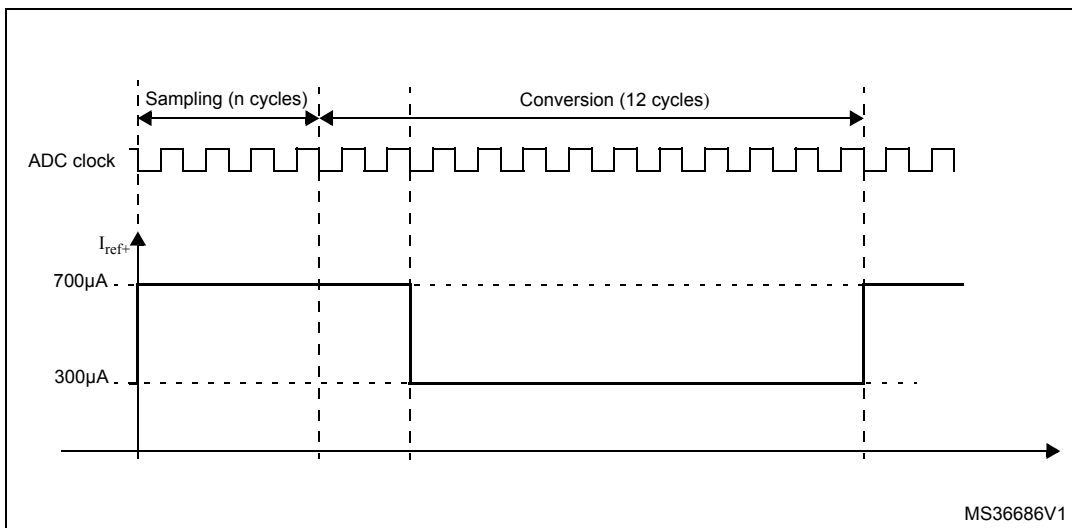 Sampling (n cycles)
Conversion (12 cycles)
ADC clock
Iref+
700µA
300µA
MS36686V1